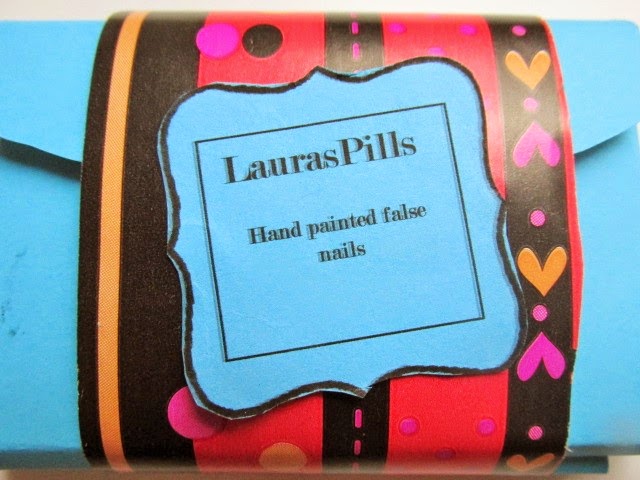 LaurasPills
Hand painted false
nails